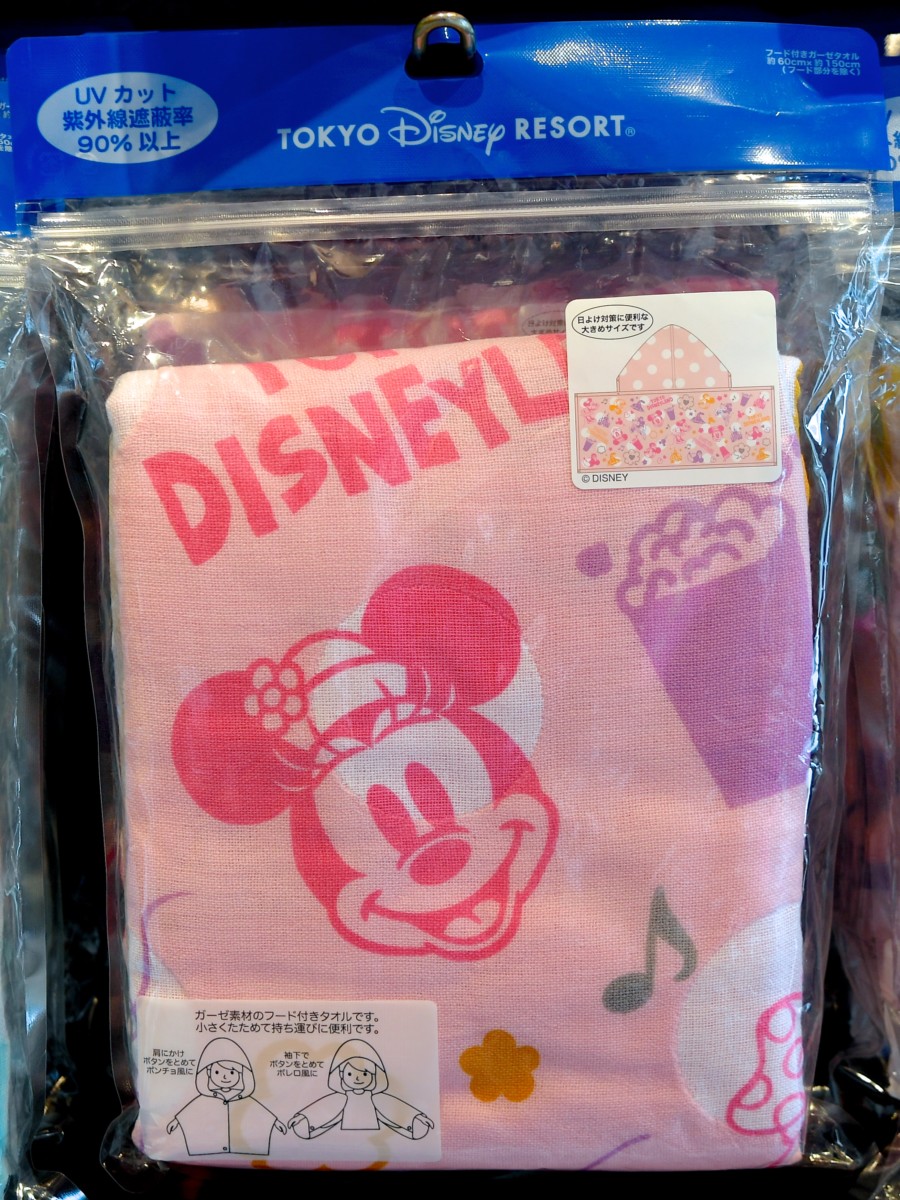 UVカット
紫外線遮蔽率
90%以上
TOKYO Disney RESORT®
フード付きガーゼタオル
約60cm×約150cm
(フード部分を除く)
日よけ対策に便利な
大きめサイズです
© DISNEY
DISNEYL
ガーゼ素材のフード付きタオルです。
小さくたためて持ち運びに便利です。
肩にかけ
ボタンをとめて
ポンチョ風に
袖下で
ボタンをとめて
ボレロ風に